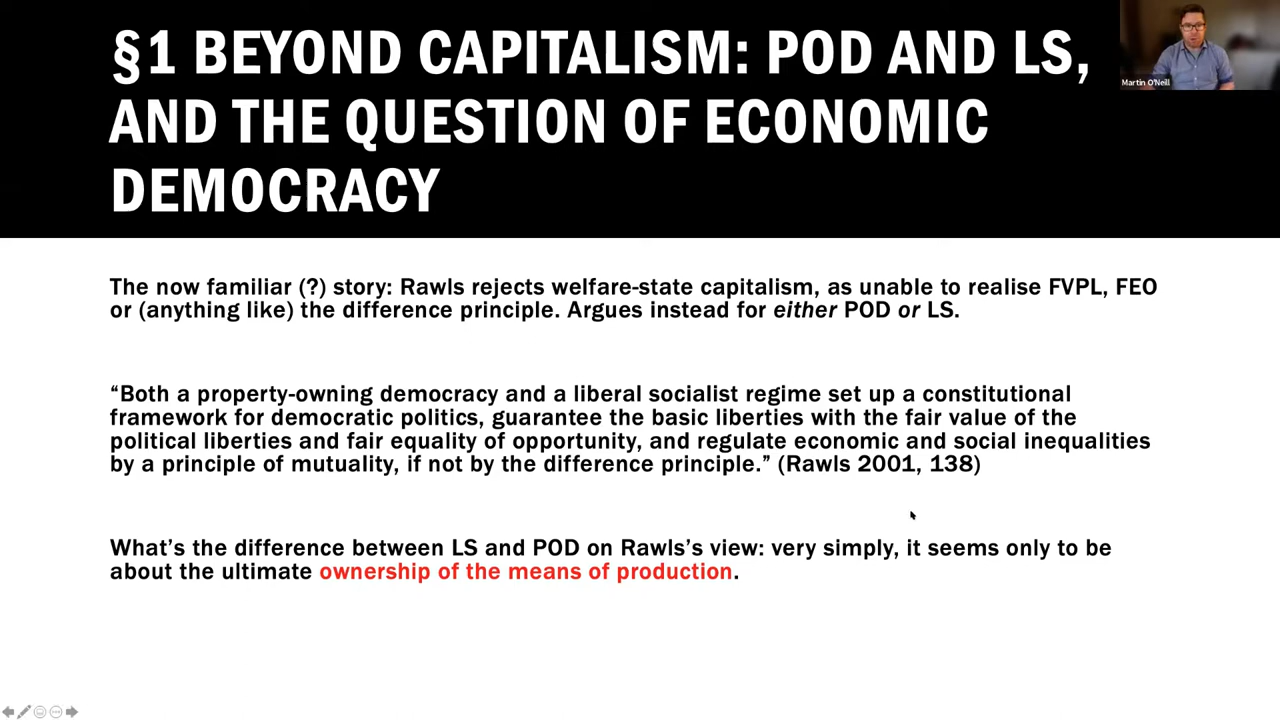 §1 BEYOND CAPITALISM: POD AND LS,
AND THE QUESTION OF ECONOMIC
DEMOCRACY
Martin O'Neill
The now familiar (?) story: Rawls rejects welfare-state capitalism, as unable to realise FVPL, FEO
or (anything like) the difference principle. Argues instead for either POD or LS.
“Both a property-owning democracy and a liberal socialist regime set up a constitutional
framework for democratic politics, guarantee the basic liberties with the fair value of the
political liberties and fair equality of opportunity, and regulate economic and social inequalities
by a principle of mutuality, if not by the difference principle.” (Rawls 2001, 138)
What’s the difference between LS and POD on Rawls’s view: very simply, it seems only to be
about the ultimate ownership of the means of production.